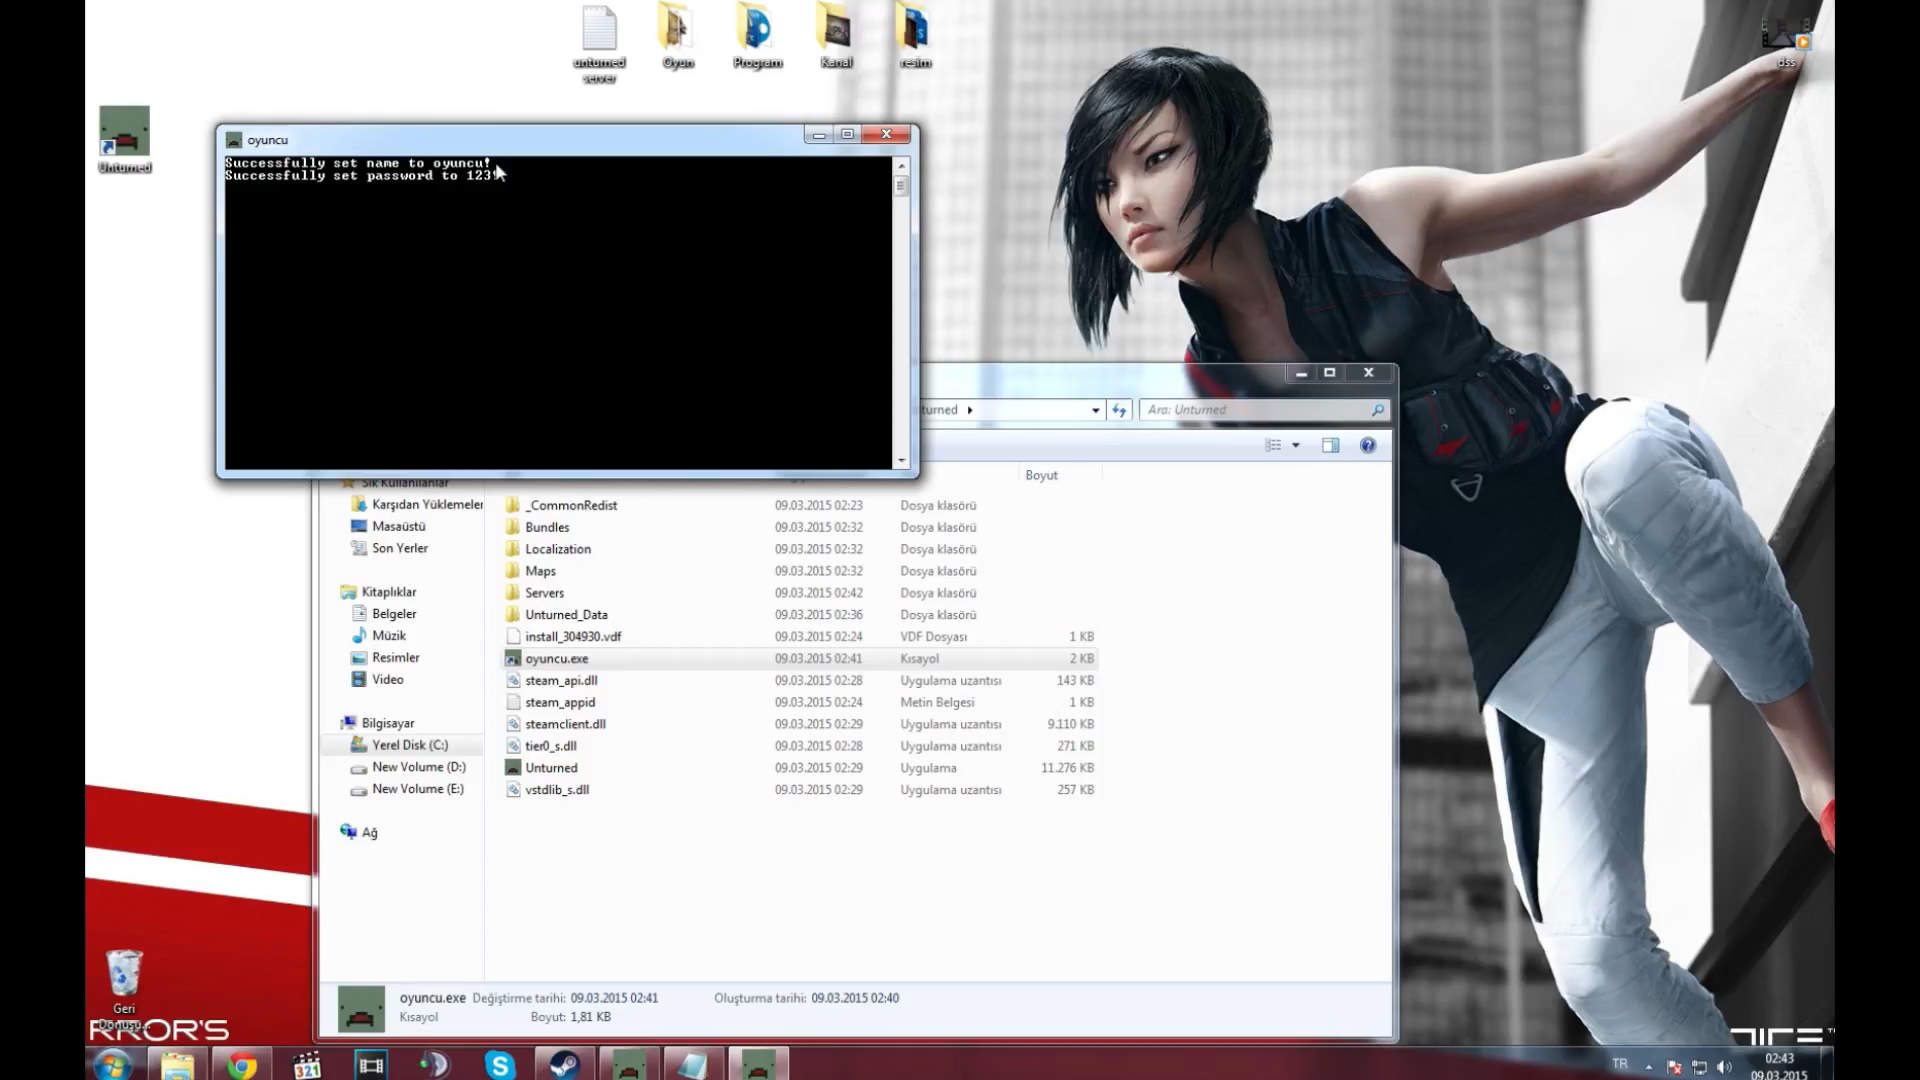 unturned
server
Oyun
Program
Kanal
resim
dss
Unturned
oyuncu
Successfully set name to oyuncu!
Successfully set password to 123!
turned
Ara: Unturned
Boyut
Sık Kullanılanlar
Karşıdan Yüklemeler
Masaüstü
Son Yerler
Kitaplıklar
Belgeler
Müzik
Resimler
Video
Bilgisayar
Yerel Disk (C:)
New Volume (D:)
New Volume (E:)
Ağ
_CommonRedist 09.03.2015 02:23 Dosya klasörü
Bundles 09.03.2015 02:32 Dosya klasörü
Localization 09.03.2015 02:32 Dosya klasörü
Maps 09.03.2015 02:32 Dosya klasörü
Servers 09.03.2015 02:42 Dosya klasörü
Unturned_Data 09.03.2015 02:36 Dosya klasörü
install_304930.vdf 09.03.2015 02:24 VDF Dosyası 1 KB
oyuncu.exe 09.03.2015 02:41 Kısayol 2 KB
steam_api.dll 09.03.2015 02:28 Uygulama uzantısı 143 KB
steam_appid 09.03.2015 02:24 Metin Belgesi 1 KB
steamclient.dll 09.03.2015 02:29 Uygulama uzantısı 9.110 KB
tier0_s.dll 09.03.2015 02:28 Uygulama uzantısı 271 KB
Unturned 09.03.2015 02:29 Uygulama 11.276 KB
vstdlib_s.dll 09.03.2015 02:29 Uygulama uzantısı 257 KB
oyuncu.exe Değiştirme tarihi: 09.03.2015 02:41 Oluşturma tarihi: 09.03.2015 02:40
Kısayol Boyut: 1,81 KB
Geri
Dönüşü...
RROR'S
321
TR
02:43
09.03.2015